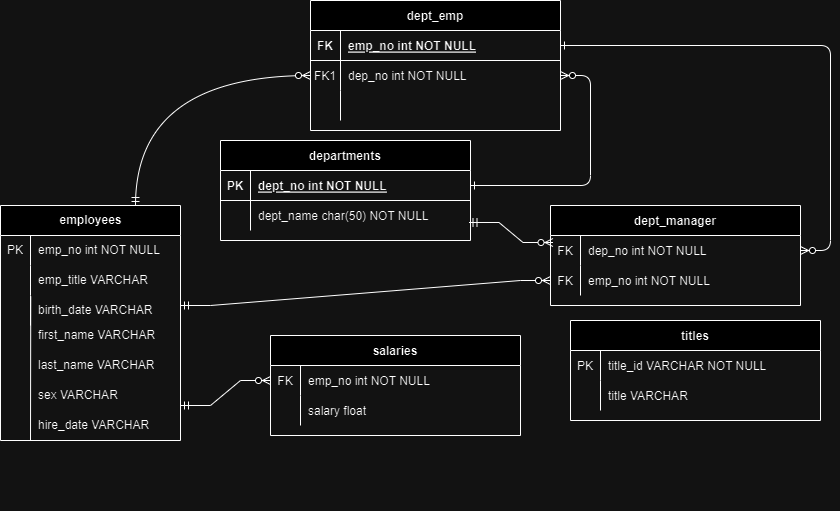 dept_emp
FK emp_no int NOT NULL
FK1 dep_no int NOT NULL
departments
PK dept_no int NOT NULL
dept_name char(50) NOT NULL
employees
PK emp_no int NOT NULL
emp_title VARCHAR
birth_date VARCHAR
first_name VARCHAR
last_name VARCHAR
sex VARCHAR
hire_date VARCHAR
dept_manager
FK dep_no int NOT NULL
FK emp_no int NOT NULL
salaries
FK emp_no int NOT NULL
salary float
titles
PK title_id VARCHAR NOT NULL
title VARCHAR